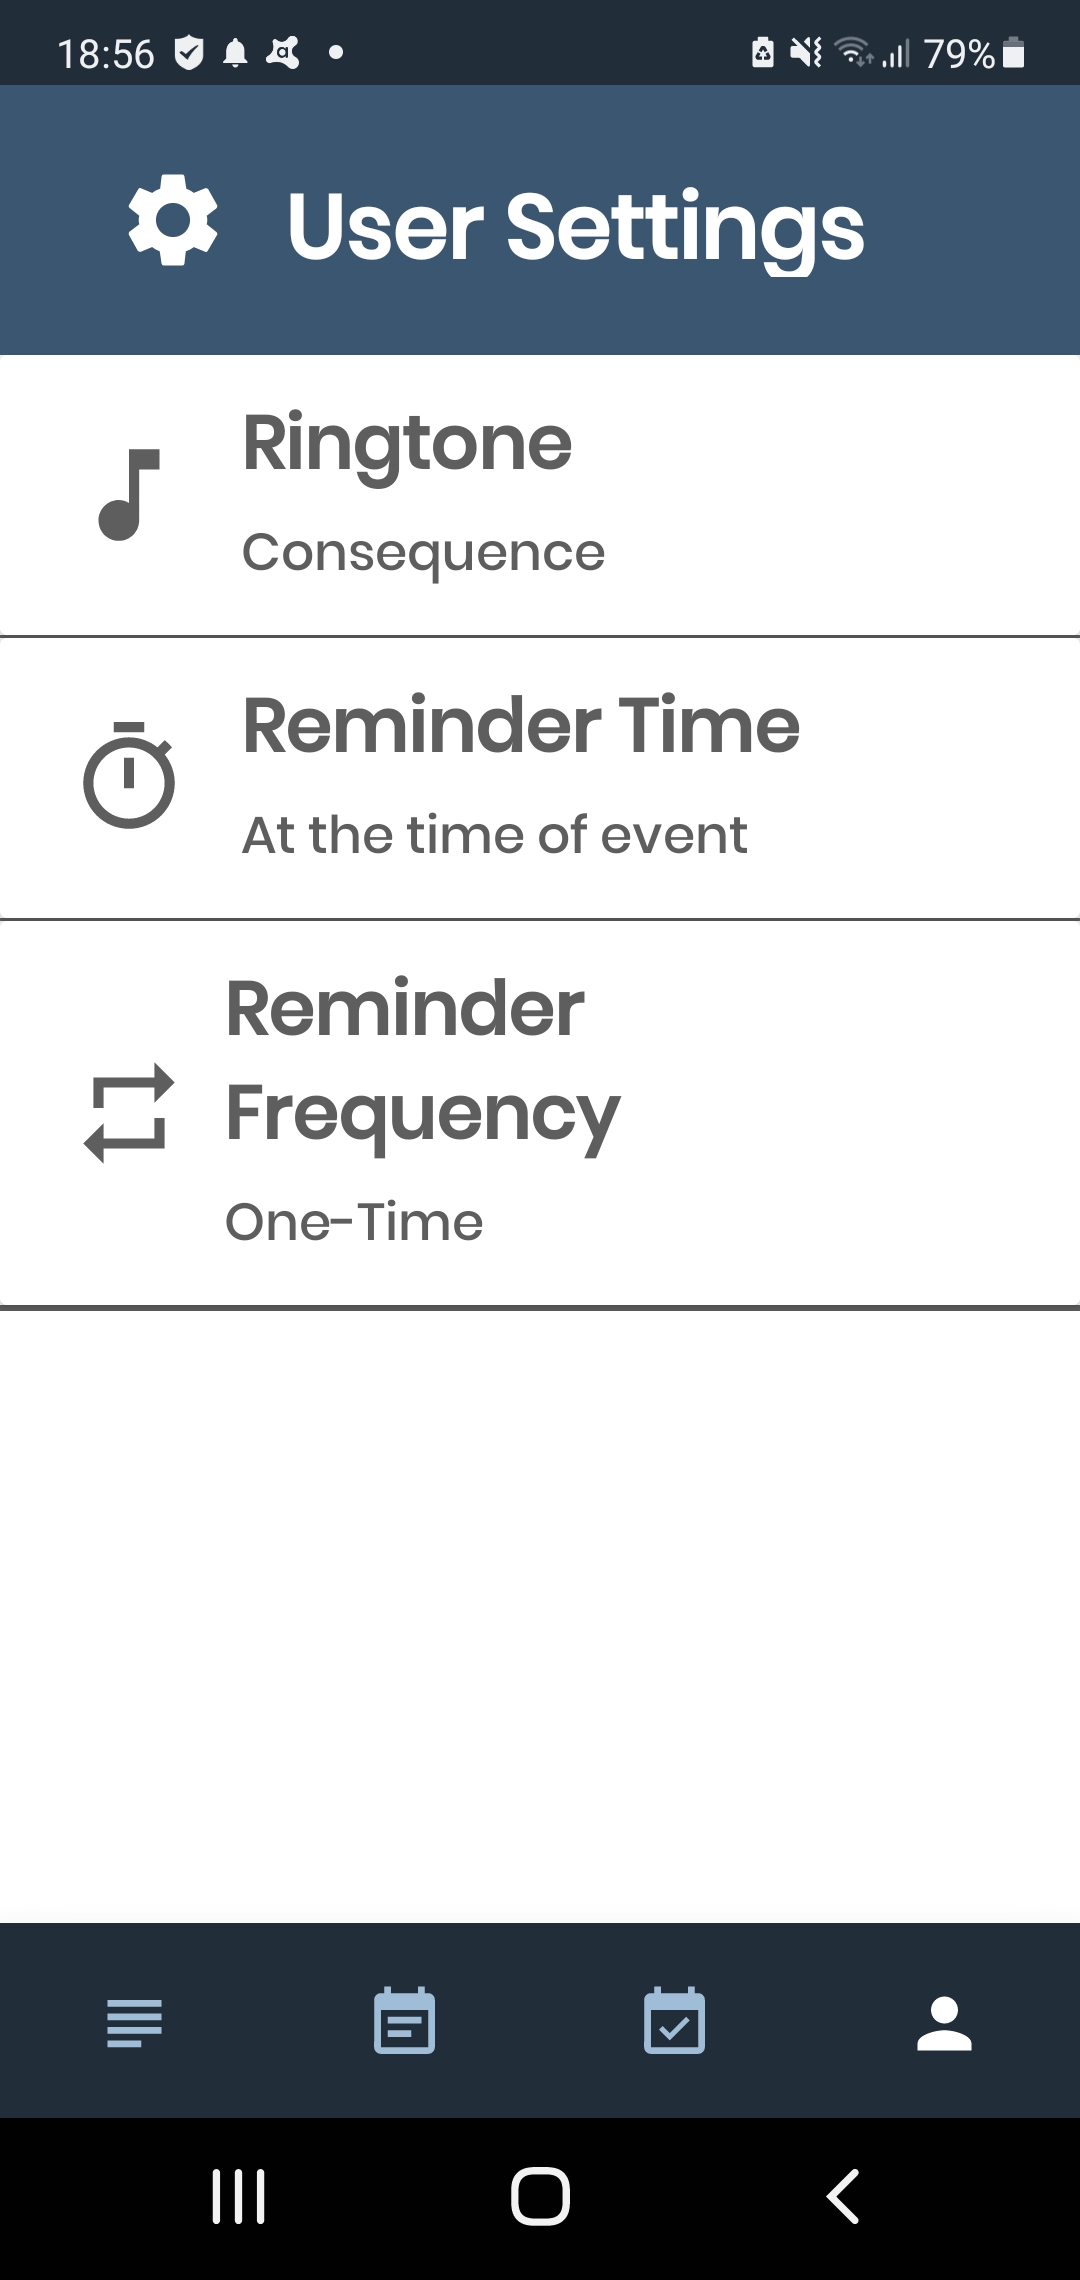 18:56 79%
User Settings
Ringtone
Consequence
Reminder Time
At the time of event
Reminder
Frequency
One-Time